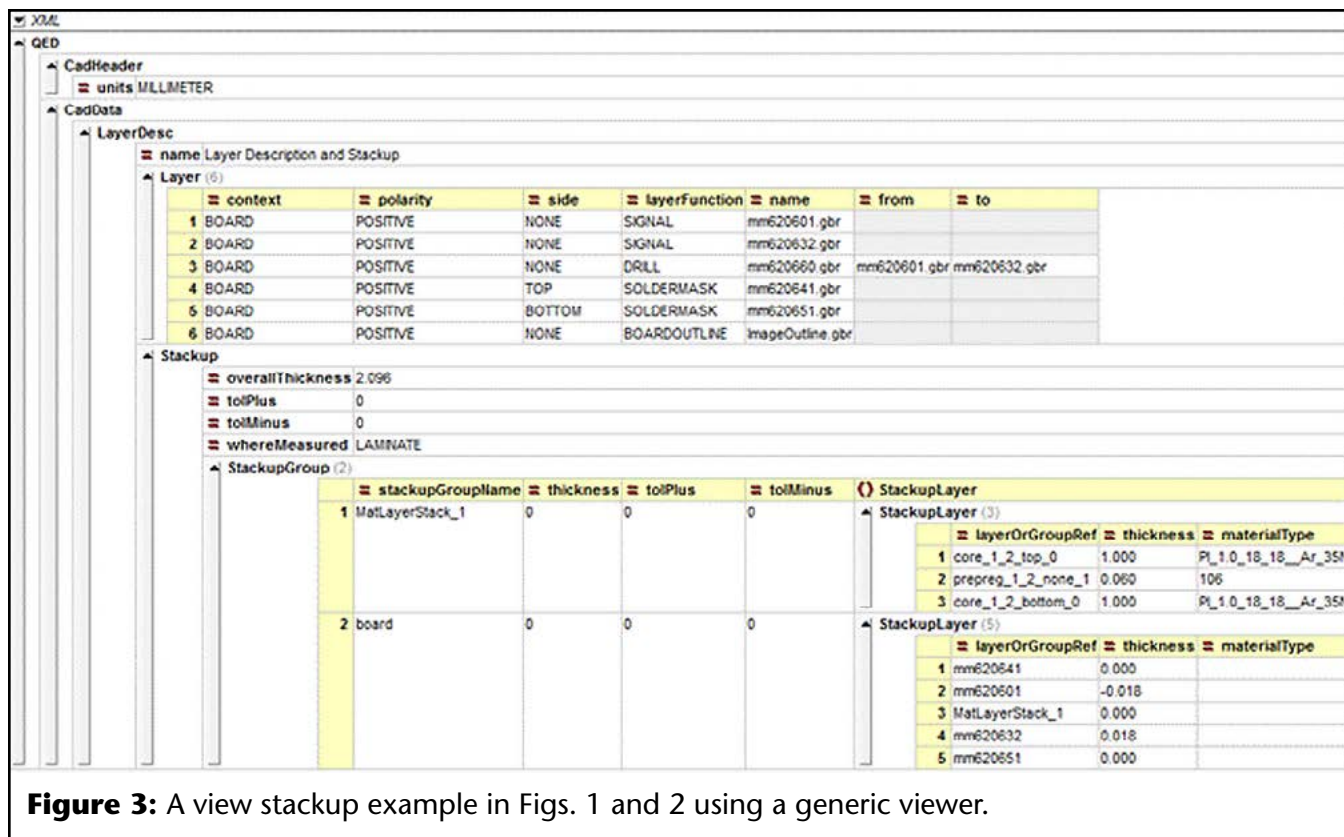 XML
QED
CadHeader
= units MILLIMETER
CadData
LayerDesc
= name Layer Description and Stackup
Layer (6)
= context = polarity = side = layerFunction = name = from = to
1 BOARD POSITIVE NONE SIGNAL mm620601.gbr
2 BOARD POSITIVE NONE SIGNAL mm620632.gbr
3 BOARD POSITIVE NONE DRILL mm620660.gbr mm620601.gbr mm620632.gbr
4 BOARD POSITIVE TOP SOLDERMASK mm620641.gbr
5 BOARD POSITIVE BOTTOM SOLDERMASK mm620651.gbr
6 BOARD POSITIVE NONE BOARDOUTLINE ImageOutline.gbr
Stackup
= overallThickness 2.096
= tolPlus 0
= tolMinus 0
= whereMeasured LAMINATE
StackupGroup (2)
= stackupGroupName = thickness = tolPlus = tolMinus () StackupLayer
1 MatLayerStack_1 0 0 0 StackupLayer (3)
= layerOrGroupRef = thickness = materialType
1 core_1_2_top_0 1.000 PI_1.0_18_18__Ar_35
2 prepreg_1_2_none_1 0.060 106
3 core_1_2_bottom_0 1.000 PI_1.0_18_18__Ar_35
2 board 0 0 0 StackupLayer (5)
= layerOrGroupRef = thickness = materialType
1 mm620641 0.000
2 mm620601 -0.018
3 MatLayerStack_1 0.000
4 mm620632 0.018
5 mm620651 0.000
Figure 3: A view stackup example in Figs. 1 and 2 using a generic viewer.